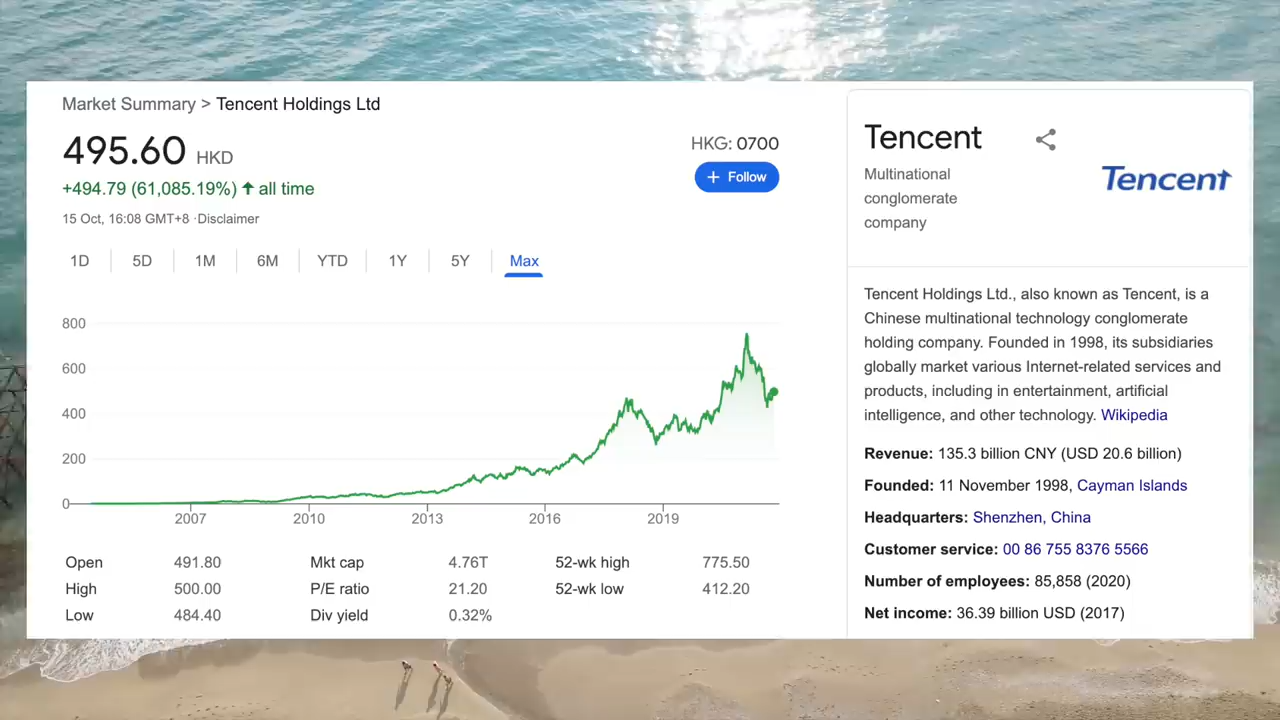 Market Summary > Tencent Holdings Ltd
495.60 HKD
HKG: 0700
+494.79 (61,085.19%) ↑ all time
+ Follow
15 Oct, 16:08 GMT+8 · Disclaimer
1D 5D 1M 6M YTD 1Y 5Y Max
800
600
400
200
0
2007 2010 2013 2016 2019
Open 491.80 Mkt cap 4.76T 52-wk high 775.50
High 500.00 P/E ratio 21.20 52-wk low 412.20
Low 484.40 Div yield 0.32%
Tencent
Multinational
conglomerate
company
Tencent
Tencent Holdings Ltd., also known as Tencent, is a
Chinese multinational technology conglomerate
holding company. Founded in 1998, its subsidiaries
globally market various Internet-related services and
products, including in entertainment, artificial
intelligence, and other technology. Wikipedia
Revenue: 135.3 billion CNY (USD 20.6 billion)
Founded: 11 November 1998, Cayman Islands
Headquarters: Shenzhen, China
Customer service: 00 86 755 8376 5566
Number of employees: 85,858 (2020)
Net income: 36.39 billion USD (2017)